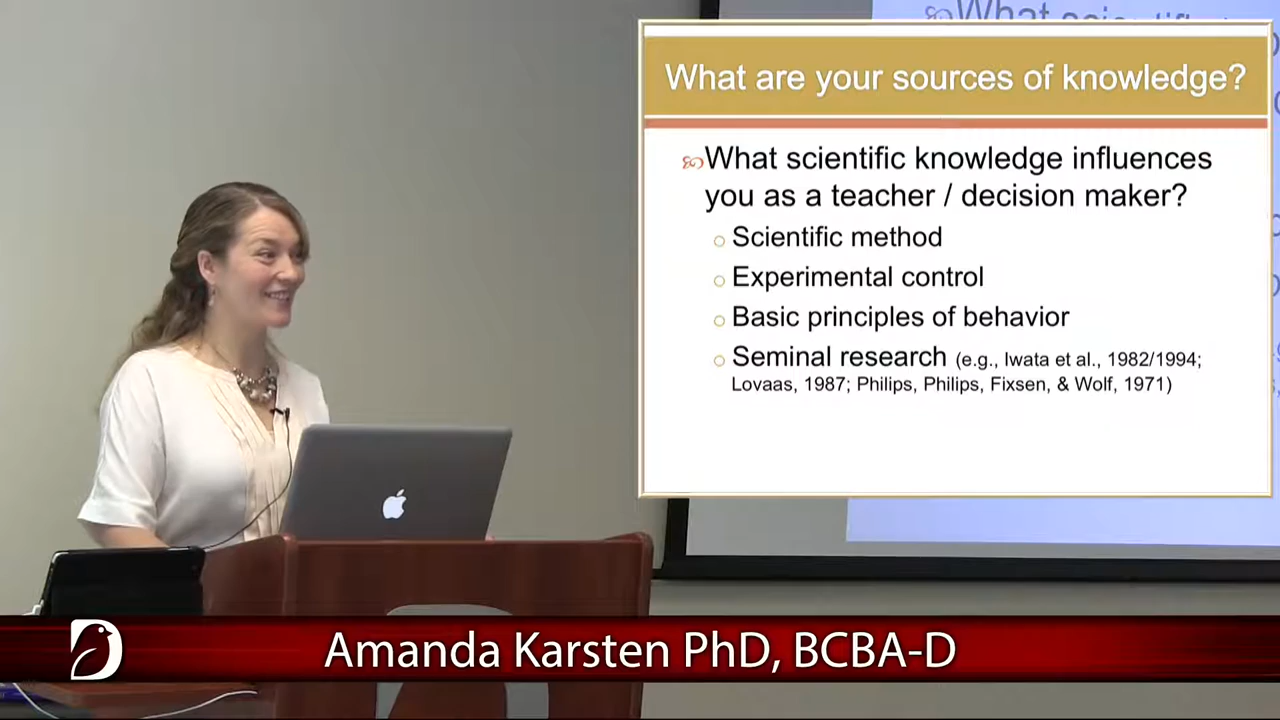 What scientif
What are your sources of knowledge?
What scientific knowledge influences
you as a teacher / decision maker?
Scientific method
Experimental control
Basic principles of behavior
Seminal research (e.g., Iwata et al., 1982/1994;
Lovaas, 1987; Philips, Philips, Fixsen, & Wolf, 1971)
Amanda Karsten PhD, BCBA-D